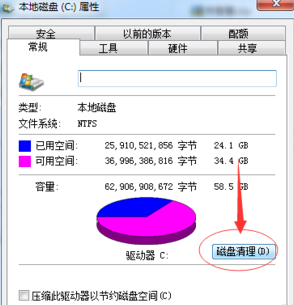 本地磁盘 (C:) 属性
安全 以前的版本 配额
常规 工具 硬件 共享
类型: 本地磁盘
文件系统: NTFS
已用空间: 25,910,521,856 字节 24.1 GB
可用空间: 36,996,386,816 字节 34.4 GB
容量: 62,906,908,672 字节 58.5 GB
驱动器 C: 磁盘清理(D)
压缩此驱动器以节约磁盘空间(C)